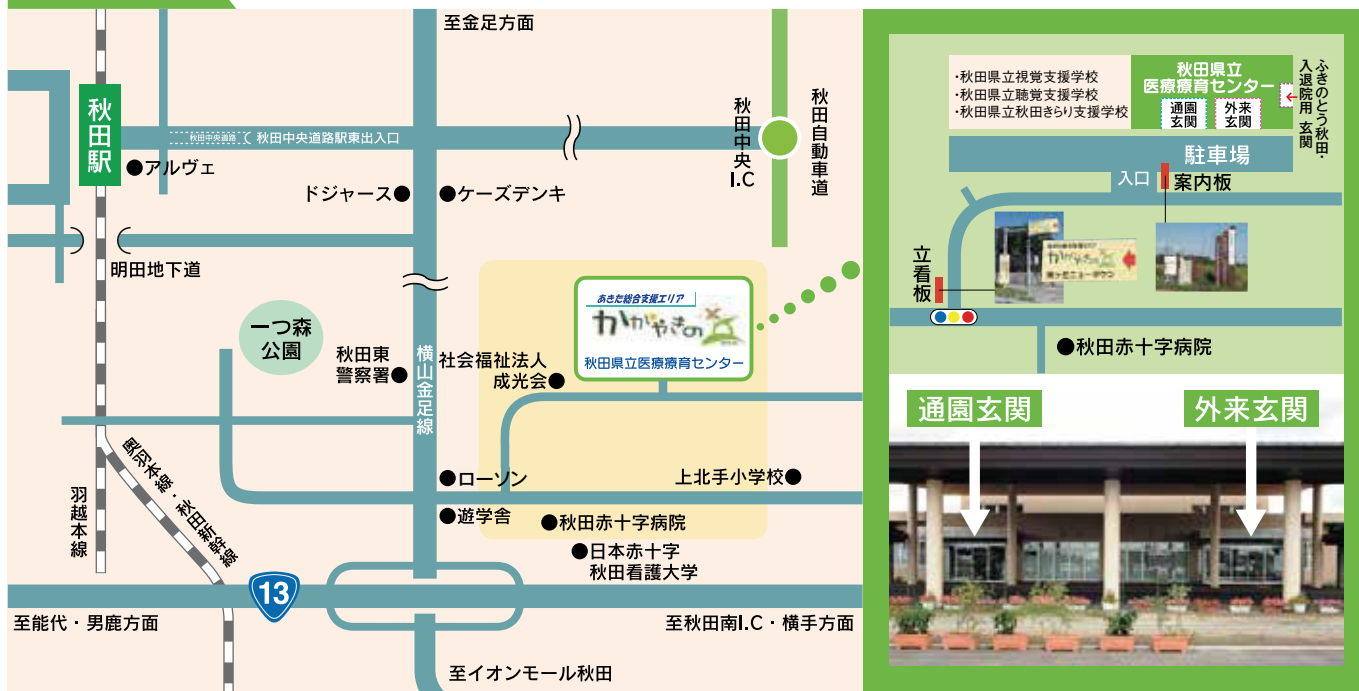 至金足方面
秋田駅
秋田中央道路
秋田中央道路駅東出入口
秋田中央I.C
秋田自動車道
アルヴェ
ドジャース
ケーズデンキ
明田地下道
一つ森
公園
秋田東
警察署
横山金足線
社会福祉法人
成光会
あきた総合支援エリア
かがやきの丘
秋田県立医療療育センター
ローソン
上北手小学校
遊学舎
秋田赤十字病院
日本赤十字
秋田看護大学
羽越本線
奥羽本線・秋田新幹線
13
至能代・男鹿方面
至秋田南I.C・横手方面
至イオンモール秋田
・秋田県立視覚支援学校
・秋田県立聴覚支援学校
・秋田県立秋田きらり支援学校
秋田県立
医療療育センター
通園
玄関
外来
玄関
ふきのとう秋田・
入退院用 玄関
駐車場
入口
案内板
立看板
かがやきの丘
秋田赤十字病院
通園玄関
外来玄関